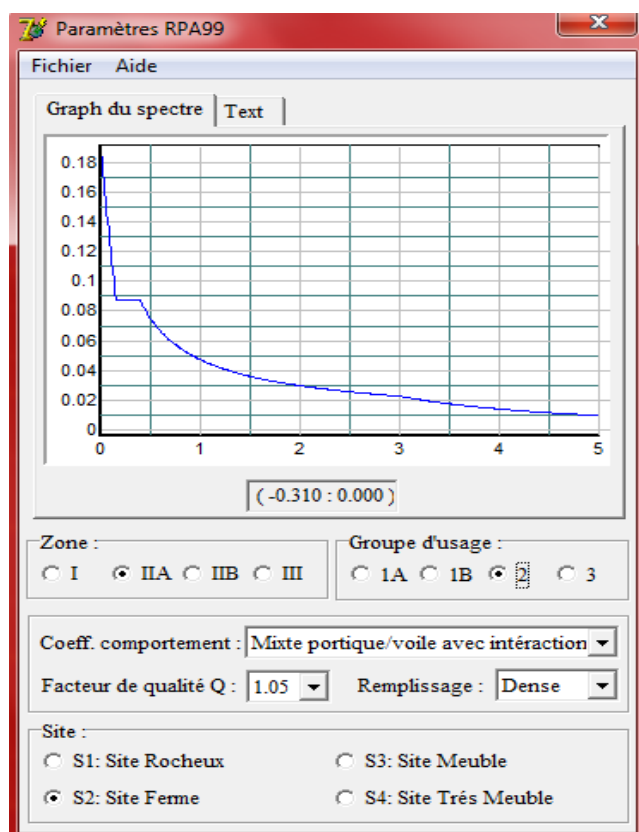 Paramètres RPA99
Fichier Aide
Graph du spectre Text
0.18
0.16
0.14
0.12
0.1
0.08
0.06
0.04
0.02
0
0 1 2 3 4 5
( -0.310 : 0.000 )
Zone :
I IIA IIB III
Groupe d'usage :
1A 1B 2 3
Coeff. comportement : Mixte portique/voile avec intéraction
Facteur de qualité Q : 1.05 Remplissage : Dense
Site :
S1: Site Rocheux S3: Site Meuble
S2: Site Ferme S4: Site Trés Meuble